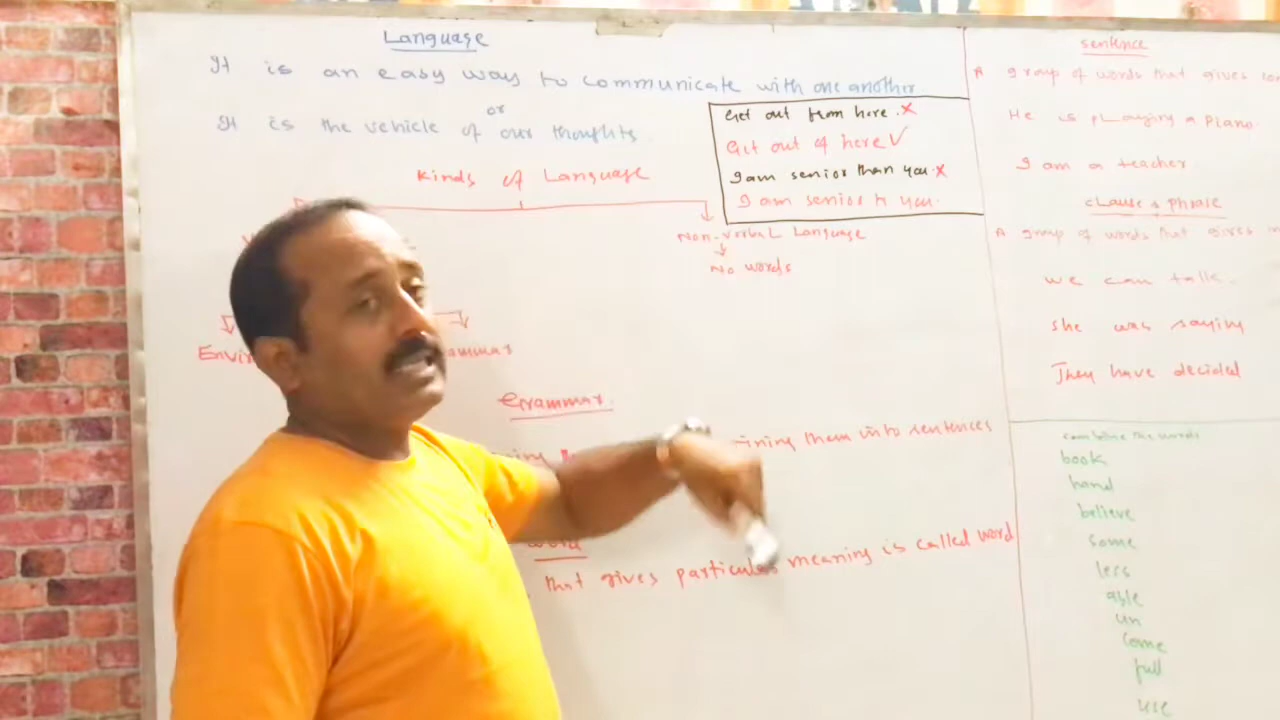 Language
It is an easy way to communicate with one another
or
It is the vehicle of our thoughts
Get out from here. ×
Get out of here ✓
I am senior than you. ×
I am senior to you.
Kinds of Language
Non-verbal Language
No words
Grammar
them into sentences
word
that gives particular meaning is called word
sentence
A group of words that gives
He is playing a piano
I am a teacher
clause & phrase
A group of words that gives
we can talk.
she was saying
They have decided
combine the words
book
hand
believe
some
less
able
un
come
full
use